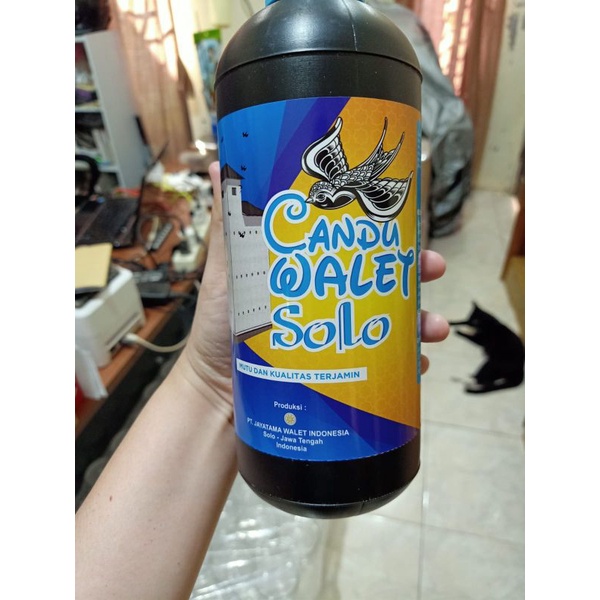 CANDU
WALET
Solo
MUTU DAN KUALITAS TERJAMIN
Produksi :
PT. JAYATAMA WALET INDONESIA
Solo - Jawa Tengah
Indonesia